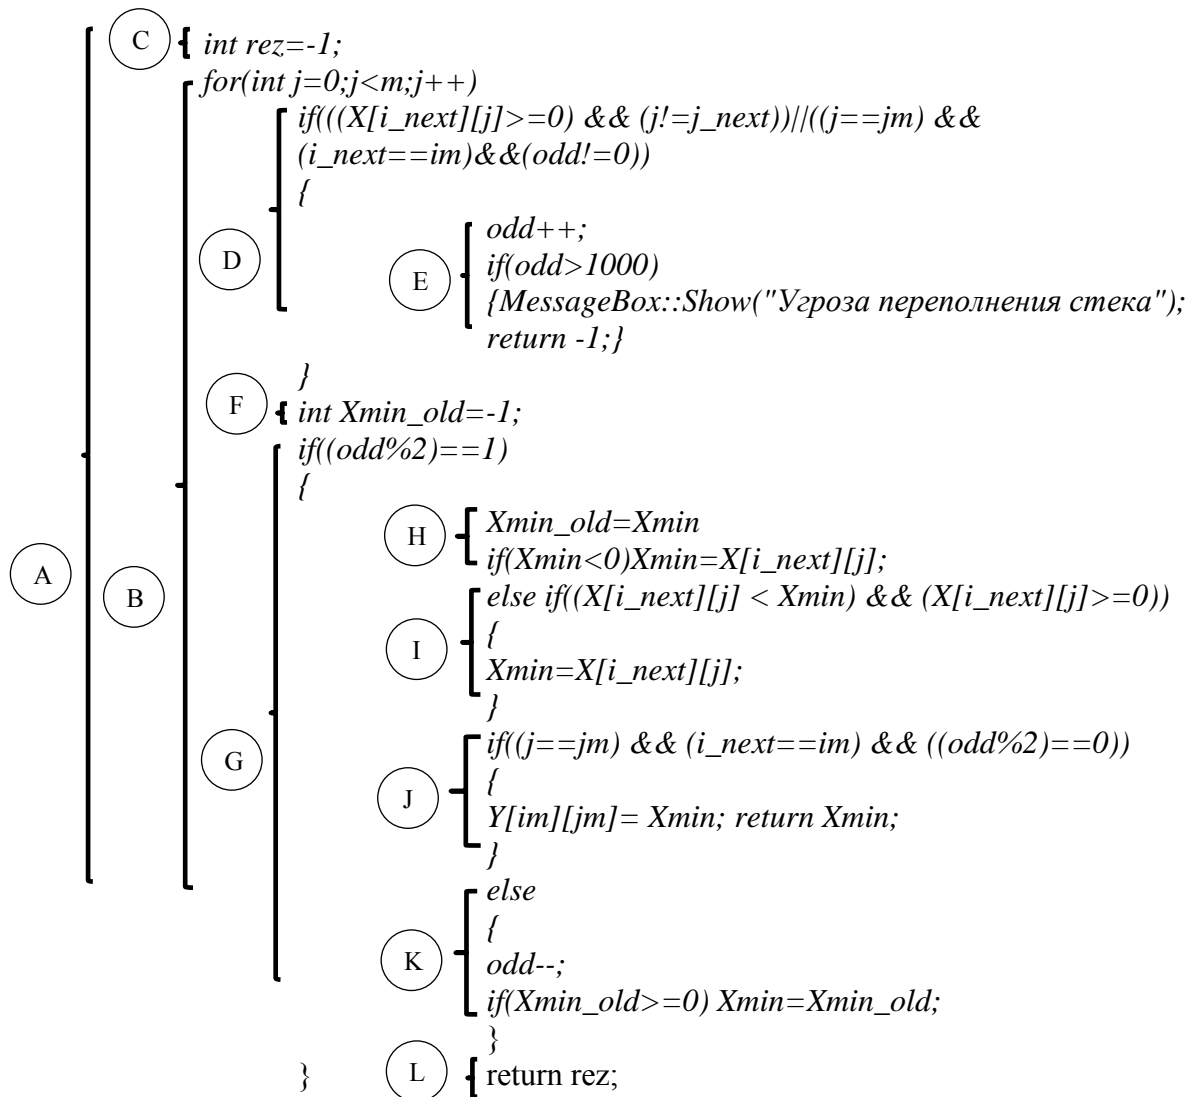 C int rez=-1;
for(int j=0;j<m;j++)
if(((X[i_next][j]>=0) && (j!=j_next))||((j==jm) &&
(i_next==im)&&(odd!=0))
{
odd++;
D E if(odd>1000)
{MessageBox::Show("Угроза переполнения стека");
return -1;}
}
F int Xmin_old=-1;
if((odd%2)==1)
{
H Xmin_old=Xmin
if(Xmin<0)Xmin=X[i_next][j];
A B else if((X[i_next][j] < Xmin) && (X[i_next][j]>=0))
{
I Xmin=X[i_next][j];
}
if((j==jm) && (i_next==im) && ((odd%2)==0))
G {
J Y[im][jm]= Xmin; return Xmin;
}
else
{
K odd--;
if(Xmin_old>=0) Xmin=Xmin_old;
}
} L return rez;